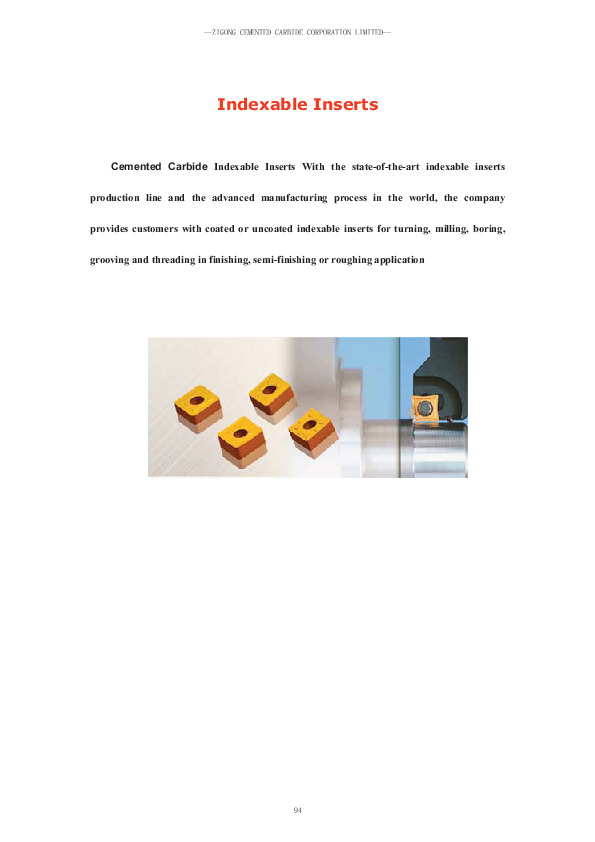 ——ZIGONG CEMENTED CARBIDE CORPORATION LIMITED——
Indexable Inserts
Cemented Carbide Indexable Inserts With the state-of-the-art indexable inserts
production line and the advanced manufacturing process in the world, the company
provides customers with coated or uncoated indexable inserts for turning, milling, boring,
grooving and threading in finishing, semi-finishing or roughing application
94